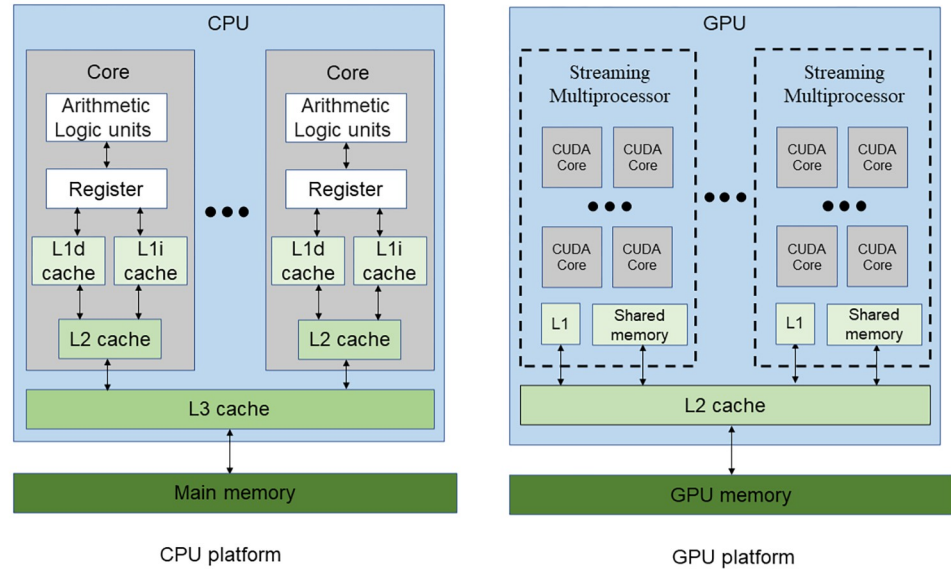 CPU
Core
Arithmetic
Logic units
Register
L1d
cache
L1i
cache
L2 cache
Core
Arithmetic
Logic units
Register
L1d
cache
L1i
cache
L2 cache
L3 cache
Main memory
CPU platform
GPU
Streaming
Multiprocessor
CUDA
Core
CUDA
Core
CUDA
Core
CUDA
Core
L1
Shared
memory
Streaming
Multiprocessor
CUDA
Core
CUDA
Core
CUDA
Core
CUDA
Core
L1
Shared
memory
L2 cache
GPU memory
GPU platform